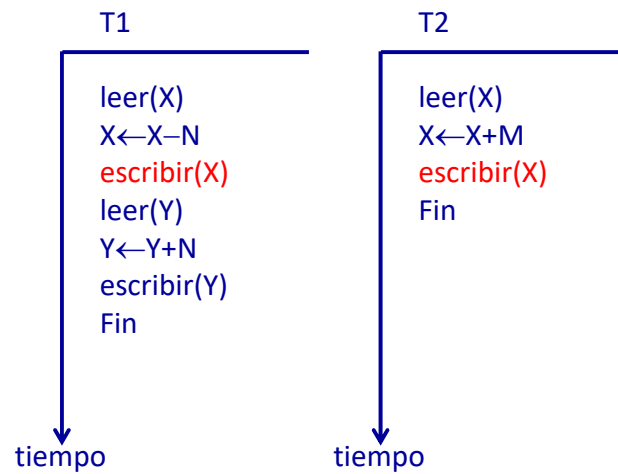 T1
leer(X)
X←X−N
escribir(X)
leer(Y)
Y←Y+N
escribir(Y)
Fin
tiempo
T2
leer(X)
X←X+M
escribir(X)
Fin
tiempo